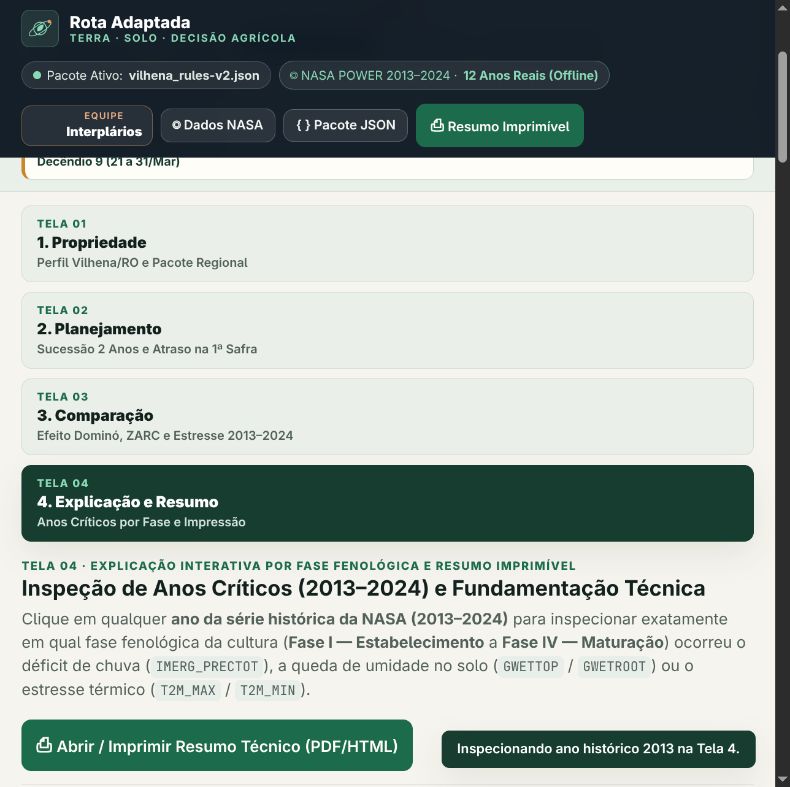 Rota Adaptada
TERRA · SOLO · DECISÃO AGRÍCOLA
Pacote Ativo: vilhena_rules-v2.json
© NASA POWER 2013–2024 · 12 Anos Reais (Offline)
EQUIPE
Interplários
Dados NASA
{ } Pacote JSON
Resumo Imprimível
Decêndio 9 (21 a 31/Mar)
TELA 01
1. Propriedade
Perfil Vilhena/RO e Pacote Regional
TELA 02
2. Planejamento
Sucessão 2 Anos e Atraso na 1ª Safra
TELA 03
3. Comparação
Efeito Dominó, ZARC e Estresse 2013–2024
TELA 04
4. Explicação e Resumo
Anos Críticos por Fase e Impressão
TELA 04 · EXPLICAÇÃO INTERATIVA POR FASE FENOLÓGICA E RESUMO IMPRIMÍVEL
Inspeção de Anos Críticos (2013–2024) e Fundamentação Técnica
Clique em qualquer ano da série histórica da NASA (2013–2024) para inspecionar exatamente
em qual fase fenológica da cultura (Fase I — Estabelecimento a Fase IV — Maturação) ocorreu o
déficit de chuva ( IMERG_PRECTOT ), a queda de umidade no solo ( GWETTOP / GWETROOT ) ou o
estresse térmico ( T2M_MAX / T2M_MIN ).
Abrir / Imprimir Resumo Técnico (PDF/HTML)
Inspecionando ano histórico 2013 na Tela 4.